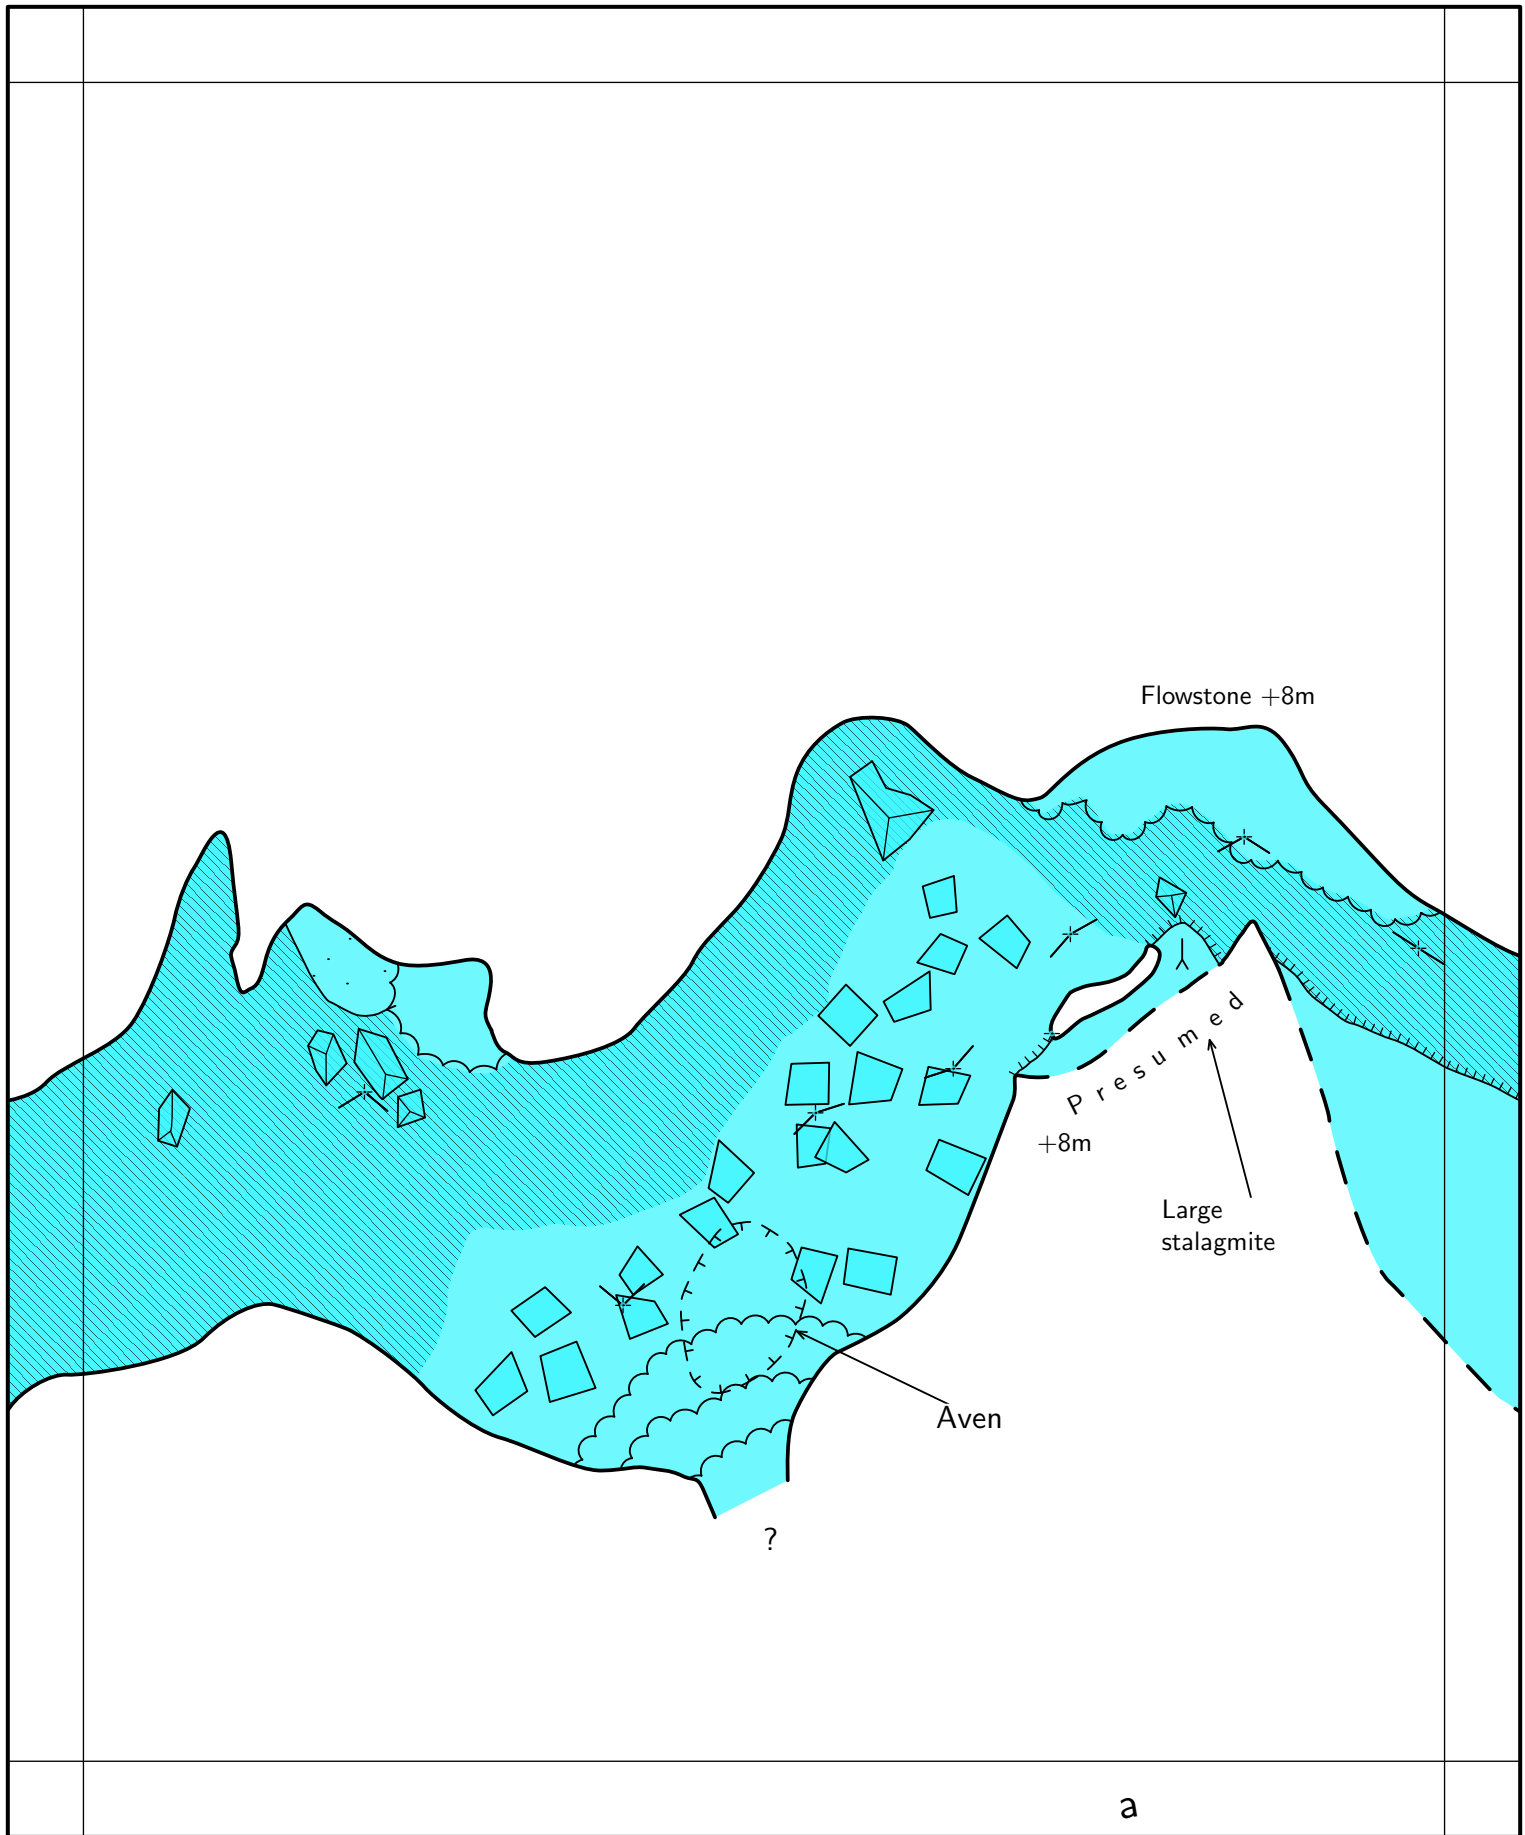 Flowstone +8m
Presumed
+8m
Large
stalagmite
Aven
?
a